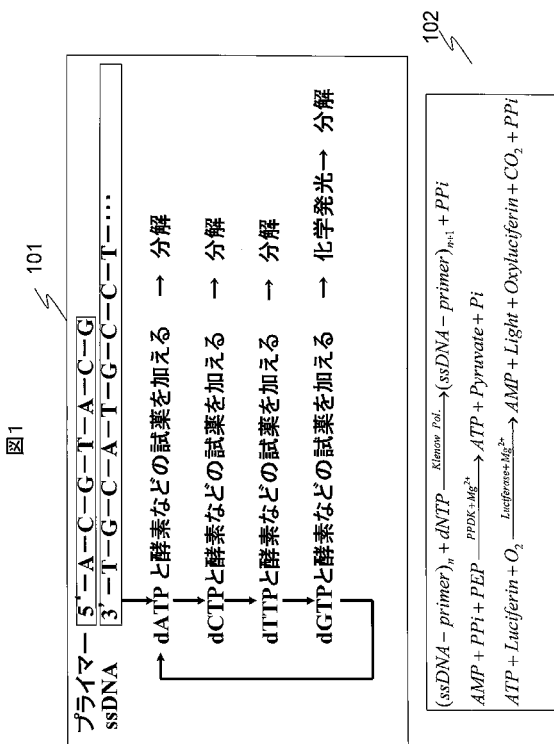 図1
101
プライマー 5'—A—C—G—T—A—C—G
ssDNA 3'—T—G—C—A—T—G—C—C—T—...
dATPと酵素などの試薬を加える → 分解
dCTPと酵素などの試薬を加える → 分解
dTTPと酵素などの試薬を加える → 分解
dGTPと酵素などの試薬を加える → 化学発光→ 分解
102
(ssDNA−primer)n + dNTP —Klenow Pol.→ (ssDNA−primer)n+1 + PPi
AMP + PPi + PEP —PPDK+Mg²⁺→ ATP + Pyruvate + Pi
ATP + Luciferin + O₂ —Luciferase+Mg²⁺→ AMP + Light + Oxyluciferin + CO₂ + PPi